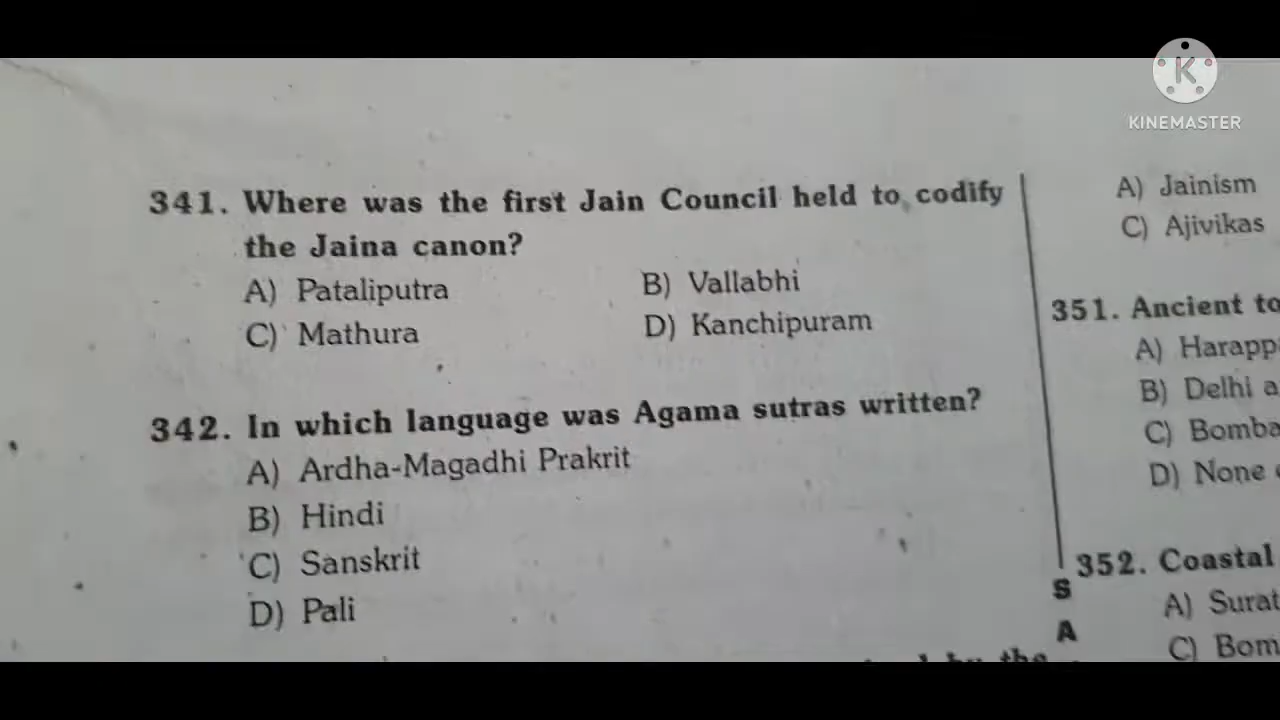 K
KINEMASTER
341. Where was the first Jain Council held to codify
the Jaina canon?
A) Pataliputra B) Vallabhi
C) Mathura D) Kanchipuram
342. In which language was Agama sutras written?
A) Ardha-Magadhi Prakrit
B) Hindi
C) Sanskrit
D) Pali
by the
A) Jainism
C) Ajivikas
351. Ancient to
A) Harapp
B) Delhi a
C) Bomba
D) None
352. Coastal
A) Surat
C) Bom
S
A